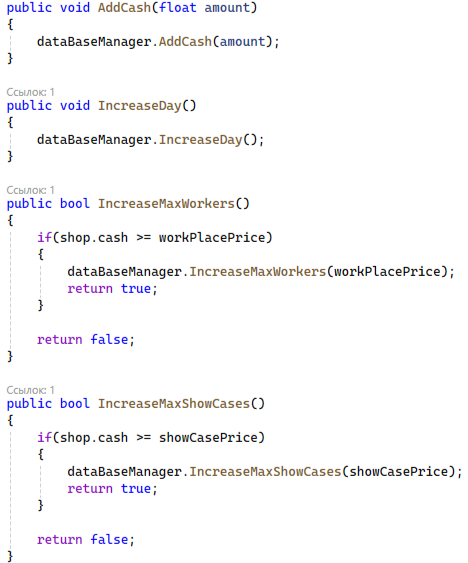 public void AddCash(float amount)
{
    dataBaseManager.AddCash(amount);
}
Ссылок: 1
public void IncreaseDay()
{
    dataBaseManager.IncreaseDay();
}
Ссылок: 1
public bool IncreaseMaxWorkers()
{
    if(shop.cash >= workPlacePrice)
    {
        dataBaseManager.IncreaseMaxWorkers(workPlacePrice);
        return true;
    }
    return false;
}
Ссылок: 1
public bool IncreaseMaxShowCases()
{
    if(shop.cash >= showCasePrice)
    {
        dataBaseManager.IncreaseMaxShowCases(showCasePrice);
        return true;
    }
    return false;
}